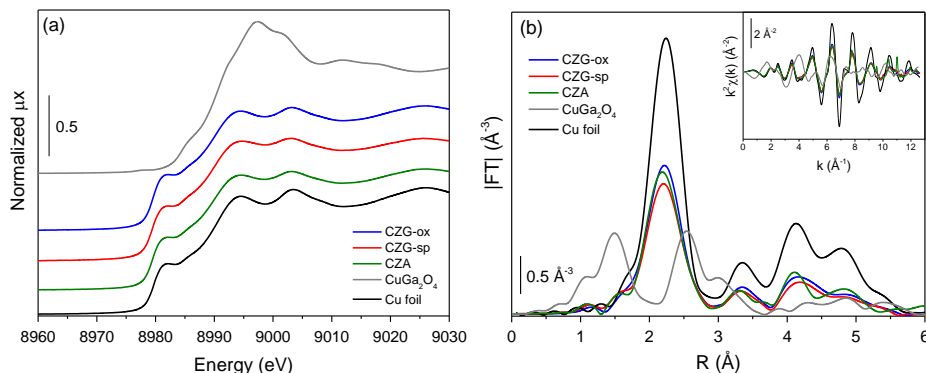 (a)
Normalized μx
0.5
CZG-ox
CZG-sp
CZA
CuGa₂O₄
Cu foil
8960 8970 8980 8990 9000 9010 9020 9030
Energy (eV)
(b)
CZG-ox
CZG-sp
CZA
CuGa₂O₄
Cu foil
|FT| (Å⁻³)
0.5 Å⁻³
0 1 2 3 4 5 6
R (Å)
2 Å⁻²
k²χ(k) (Å⁻²)
0 2 4 6 8 10 12
k (Å⁻¹)